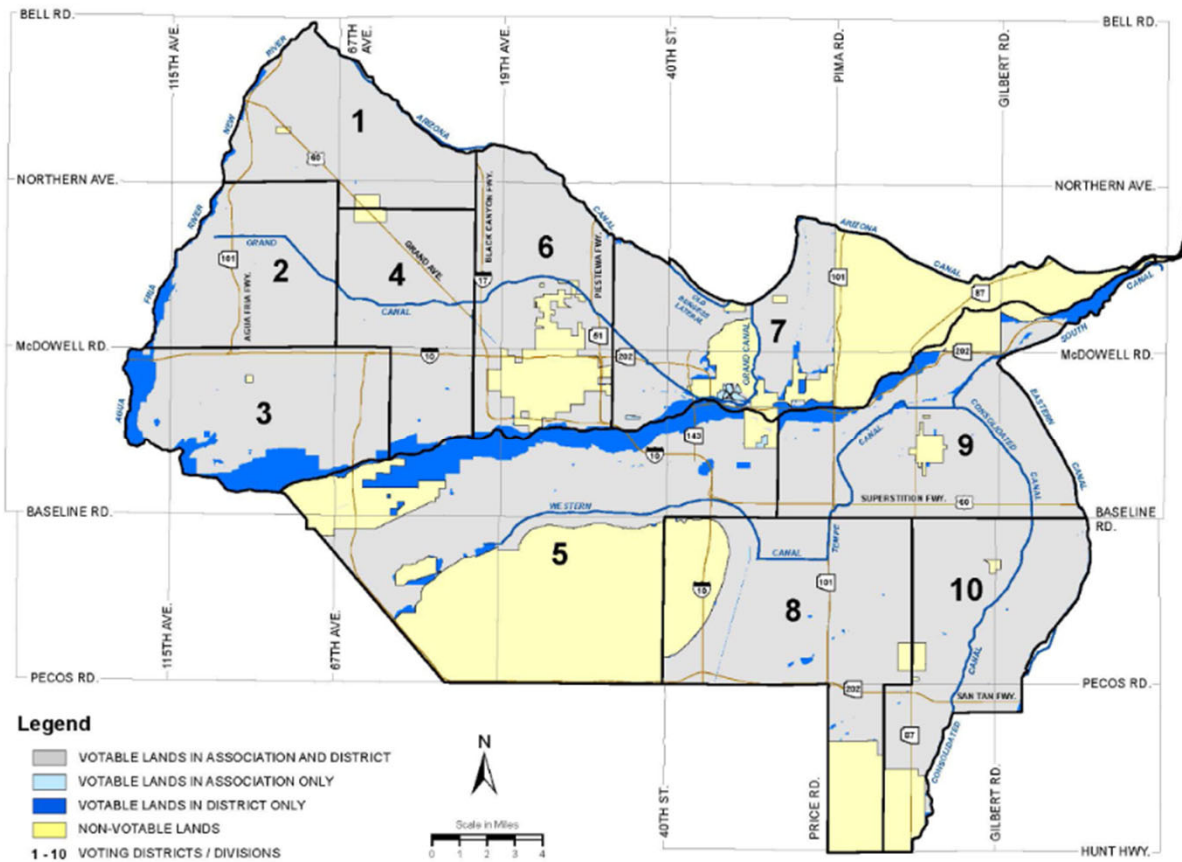 BELL RD.
BELL RD.
115TH AVE.
67TH
AVE.
19TH AVE.
40TH ST.
PIMA RD.
GILBERT RD.
NEW
RIVER
ARIZONA
1
60
NORTHERN AVE.
NORTHERN AVE.
BLACK CANYON FWY.
CANAL
ARIZONA
RIVER
GRAND
GRAND AVE.
6
PIESTEWA FWY.
101
2
4
17
OLD
LATERAL
101
CANAL
87
CANAL
FRIA
AGUA FRIA FWY.
CANAL
7
GRAND CANAL
51
202
SOUTH
McDOWELL RD.
10
202
McDOWELL RD.
AGUA
3
143
10
CANAL
CONSOLIDATED
EASTERN
9
CANAL
CANAL
SUPERSTITION FWY.
60
BASELINE RD.
WESTERN
BASELINE
RD.
5
CANAL
TEMPE
10
101
8
10
115TH AVE.
67TH AVE.
CANAL
PECOS RD.
202
SAN TAN FWY.
PECOS RD.
87
CONSOLIDATED
40TH ST.
PRICE RD.
GILBERT RD.
HUNT HWY.
Legend
VOTABLE LANDS IN ASSOCIATION AND DISTRICT
VOTABLE LANDS IN ASSOCIATION ONLY
VOTABLE LANDS IN DISTRICT ONLY
NON-VOTABLE LANDS
1 - 10 VOTING DISTRICTS / DIVISIONS
N
Scale in Miles
0 1 2 3 4